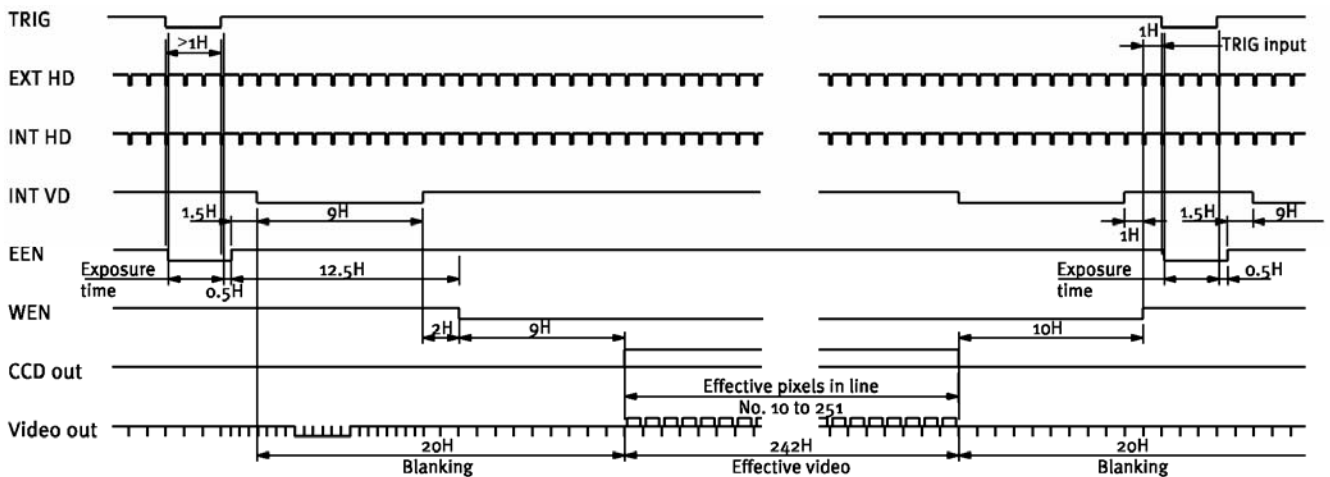 TRIG
>1H
1H
TRIG input
EXT HD
INT HD
INT VD
1.5H
9H
1H
1.5H
9H
EEN
Exposure
time
0.5H
12.5H
Exposure
time
0.5H
WEN
2H
9H
10H
CCD out
Effective pixels in line
No. 10 to 251
Video out
20H
Blanking
242H
Effective video
20H
Blanking